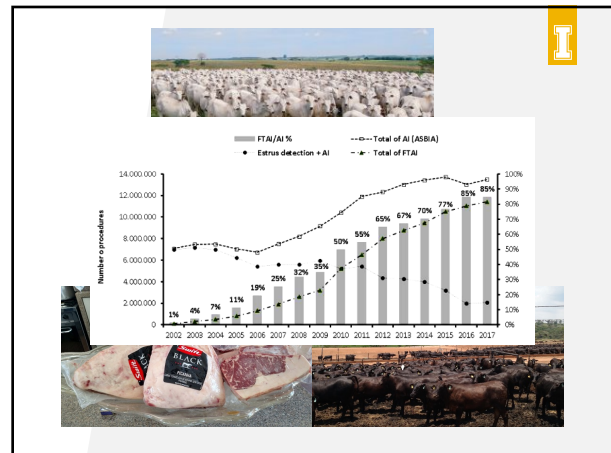 I
FTAI/AI % Total of AI (ASBIA)
Estrus detection + AI Total of FTAI
Number o procedures
14.000.000
12.000.000
10.000.000
8.000.000
6.000.000
4.000.000
2.000.000
0
100%
90%
80%
70%
60%
50%
40%
30%
20%
10%
0%
1% 4% 7% 11% 19% 25% 32% 35% 50% 55% 65% 67% 70% 77% 85% 85%
2002 2003 2004 2005 2006 2007 2008 2009 2010 2011 2012 2013 2014 2015 2016 2017
BLACK
BLACK
PICANHA